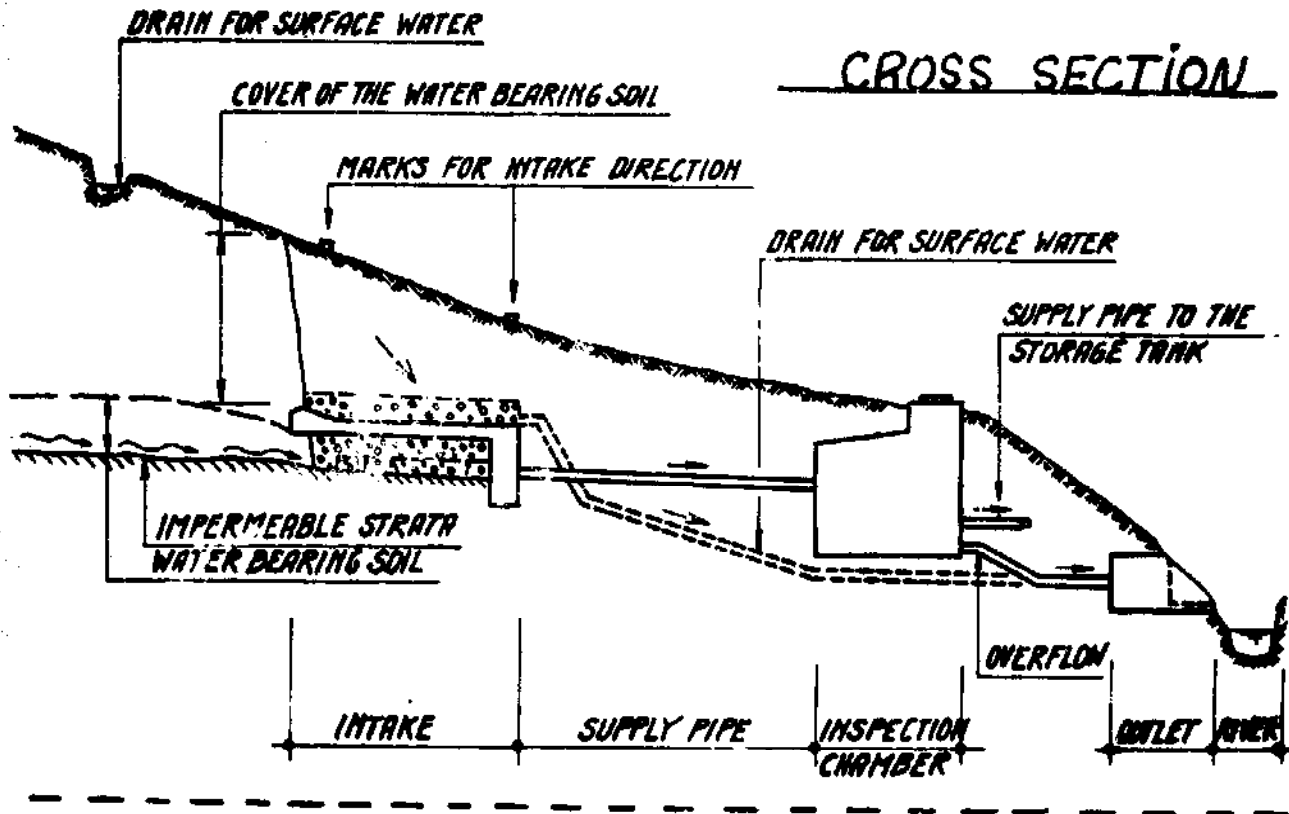 DRAIN FOR SURFACE WATER
CROSS SECTION
COVER OF THE WATER BEARING SOIL
MARKS FOR INTAKE DIRECTION
DRAIN FOR SURFACE WATER
SUPPLY PIPE TO THE
STORAGE TANK
IMPERMEABLE STRATA
WATER BEARING SOIL
OVERFLOW
INTAKE
SUPPLY PIPE
INSPECTION
CHAMBER
OUTLET
RIVER